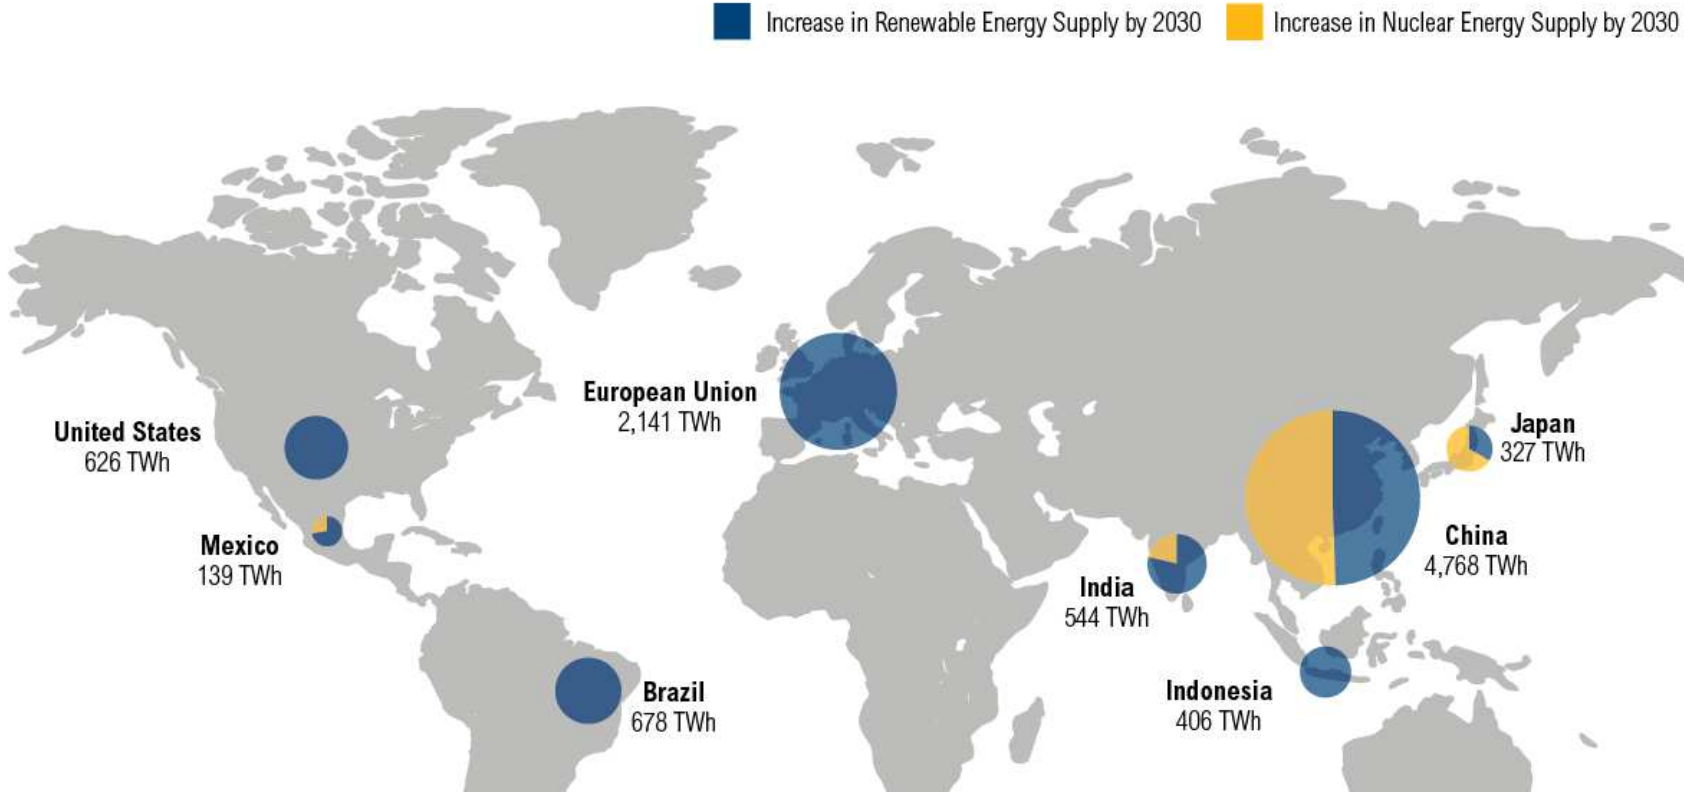 Increase in Renewable Energy Supply by 2030
Increase in Nuclear Energy Supply by 2030
European Union
2,141 TWh
United States
626 TWh
Japan
327 TWh
Mexico
139 TWh
China
4,768 TWh
India
544 TWh
Brazil
678 TWh
Indonesia
406 TWh